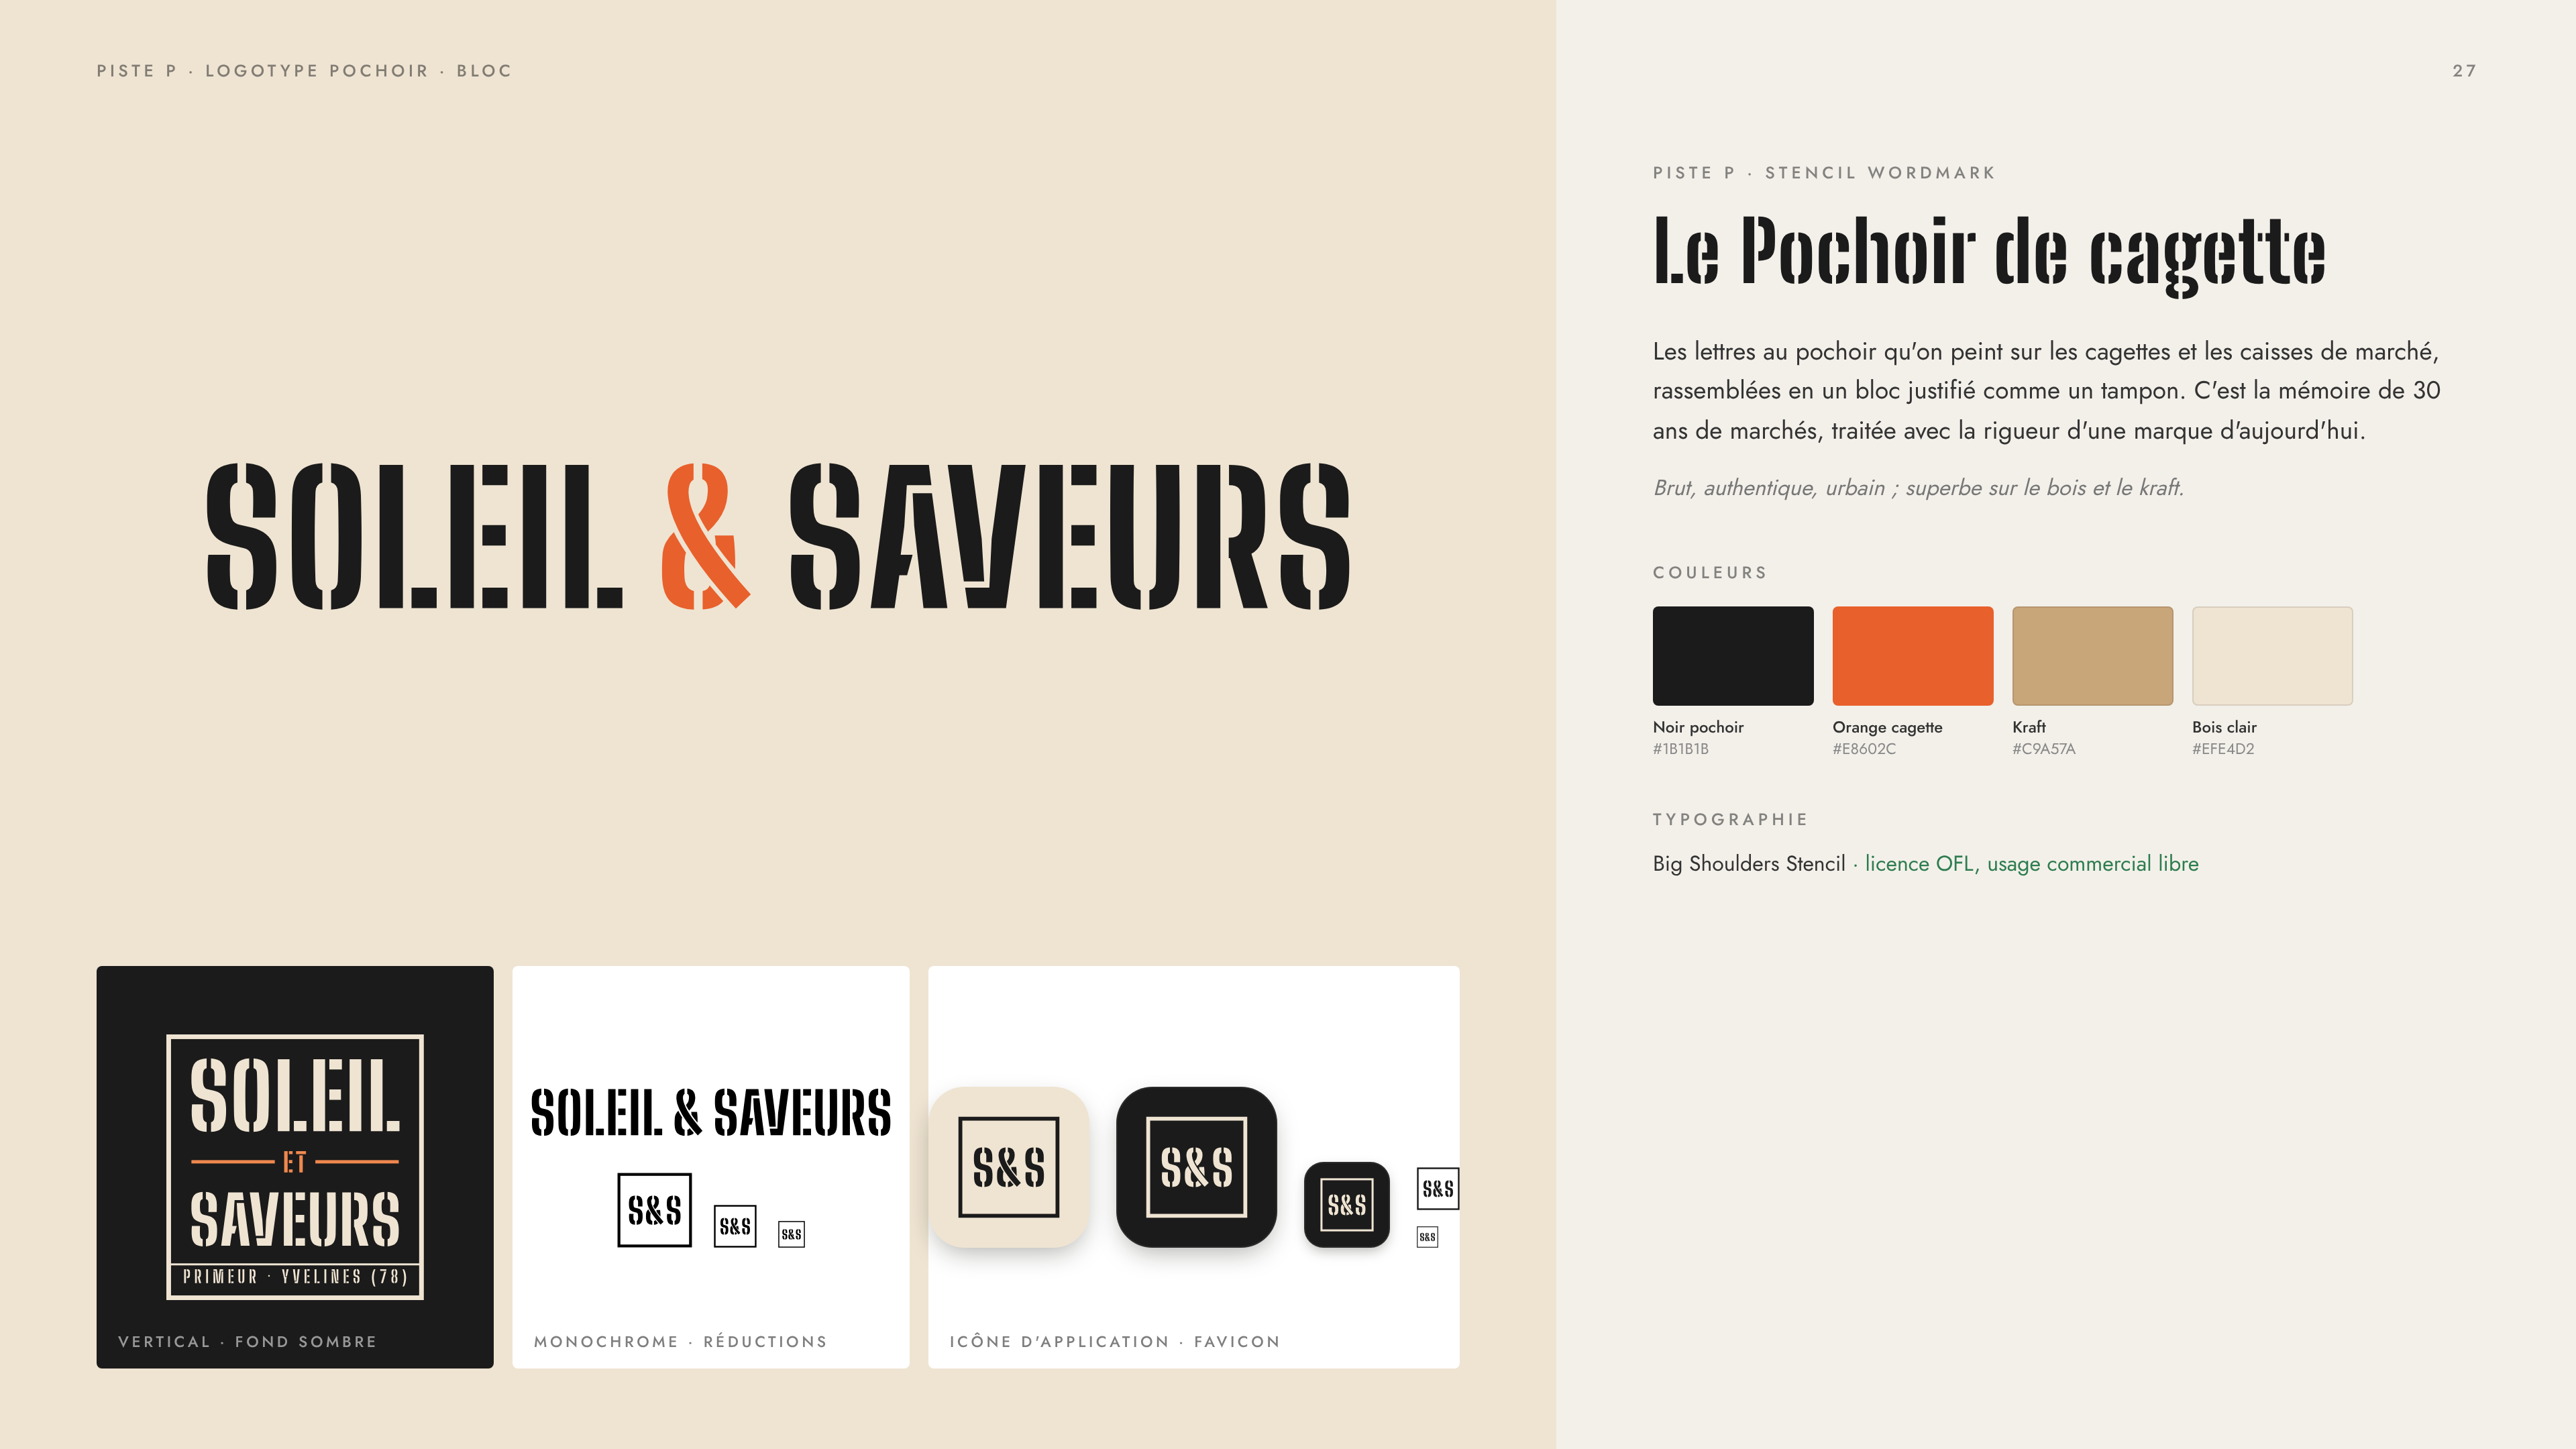 PISTE P · LOGOTYPE POCHOIR · BLOC
SOLEIL & SAVEURS
SOLEIL
ET
SAVEURS
PRIMEUR · YVELINES (78)
VERTICAL · FOND SOMBRE
SOLEIL & SAVEURS
S&S
S&S
S&S
MONOCHROME · RÉDUCTIONS
S&S
S&S
S&S
S&S
S&S
ICÔNE D'APPLICATION · FAVICON
27
PISTE P · STENCIL WORDMARK
Le Pochoir de cagette
Les lettres au pochoir qu'on peint sur les cagettes et les caisses de marché,
rassemblées en un bloc justifié comme un tampon. C'est la mémoire de 30
ans de marchés, traitée avec la rigueur d'une marque d'aujourd'hui.
Brut, authentique, urbain ; superbe sur le bois et le kraft.
COULEURS
Noir pochoir
#1B1B1B
Orange cagette
#E8602C
Kraft
#C9A57A
Bois clair
#EFE4D2
TYPOGRAPHIE
Big Shoulders Stencil · licence OFL, usage commercial libre